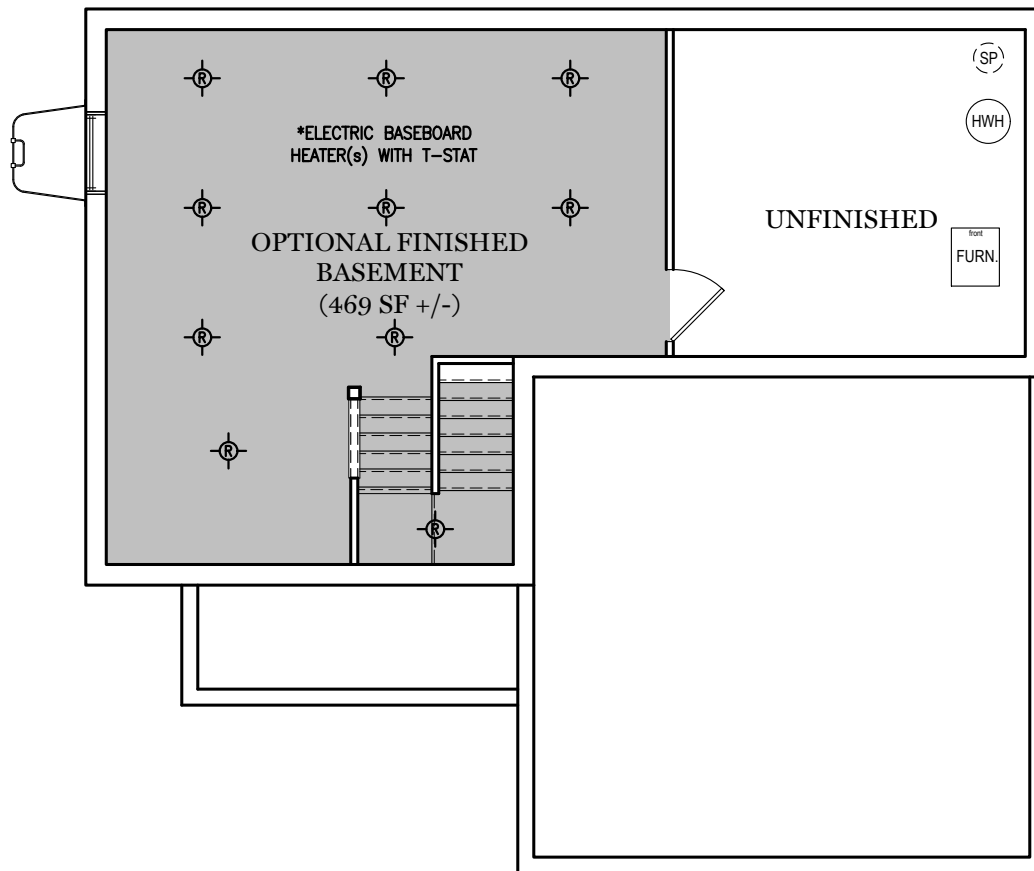 R R R
SP
HWH
*ELECTRIC BASEBOARD
HEATER(s) WITH T-STAT
R R R
UNFINISHED
OPTIONAL FINISHED
BASEMENT
(469 SF +/-)
front
FURN.
R R
R
R